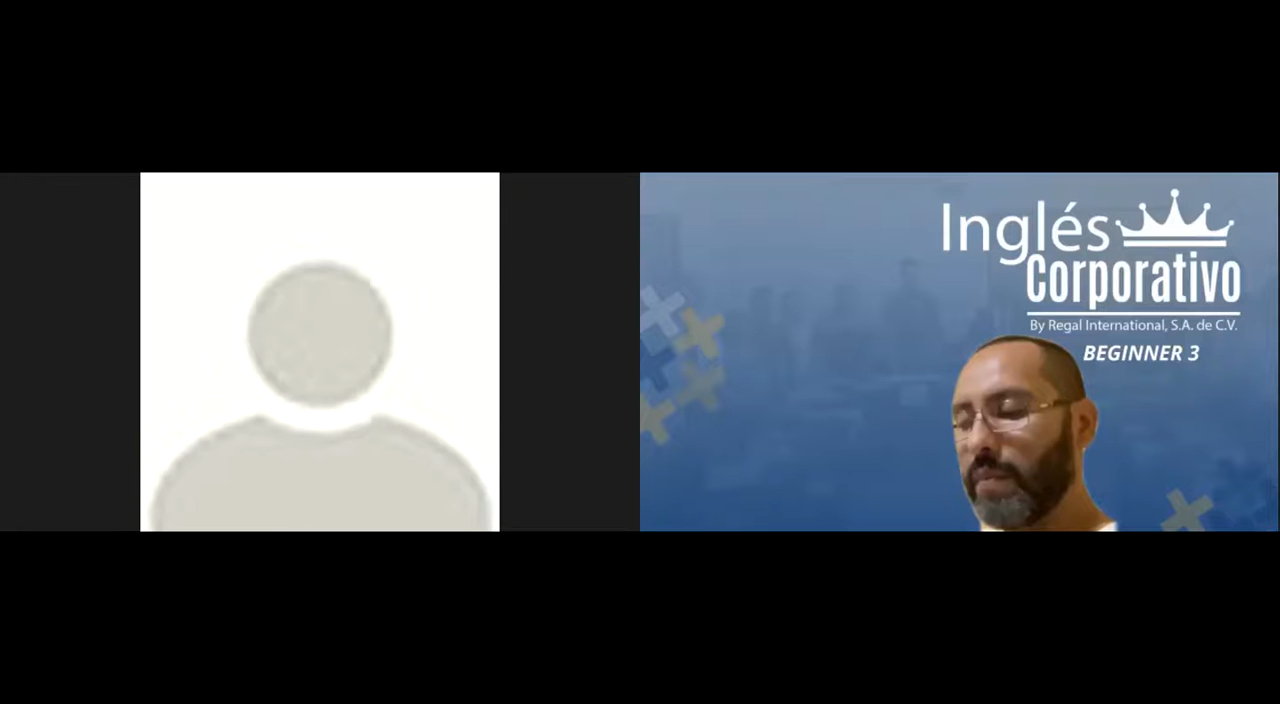 Inglés
Corporativo
By Regal International, S.A. de C.V.
BEGINNER 3